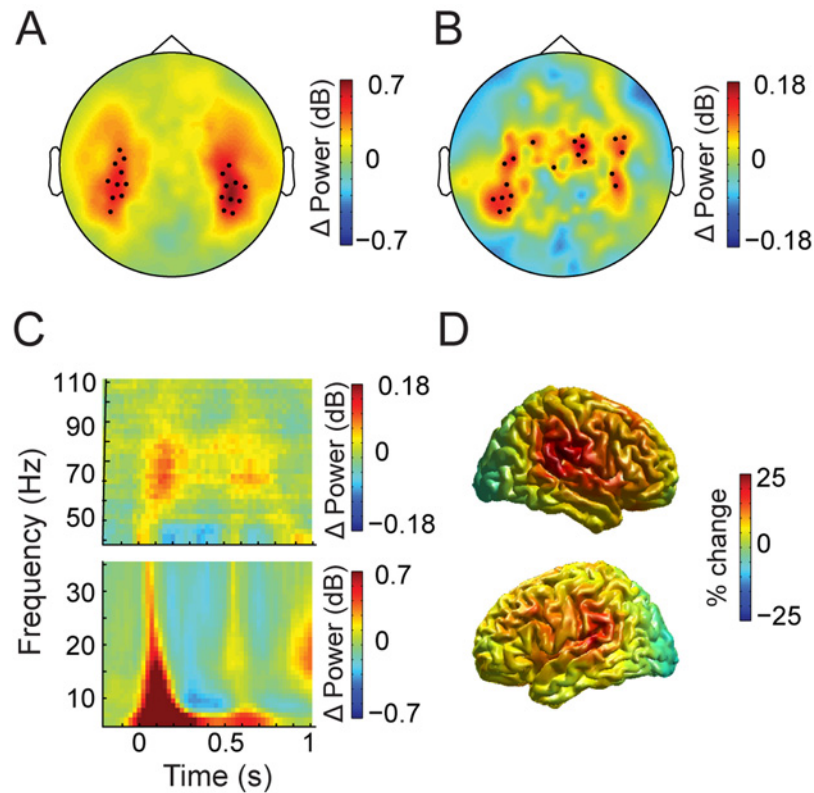 A
0.7
0
−0.7
Δ Power (dB)
B
0.18
0
−0.18
Δ Power (dB)
C
110
90
70
50
0.18
0
−0.18
Δ Power (dB)
30
20
10
0.7
0
−0.7
Δ Power (dB)
Frequency (Hz)
0
0.5
1
Time (s)
D
25
0
−25
% change